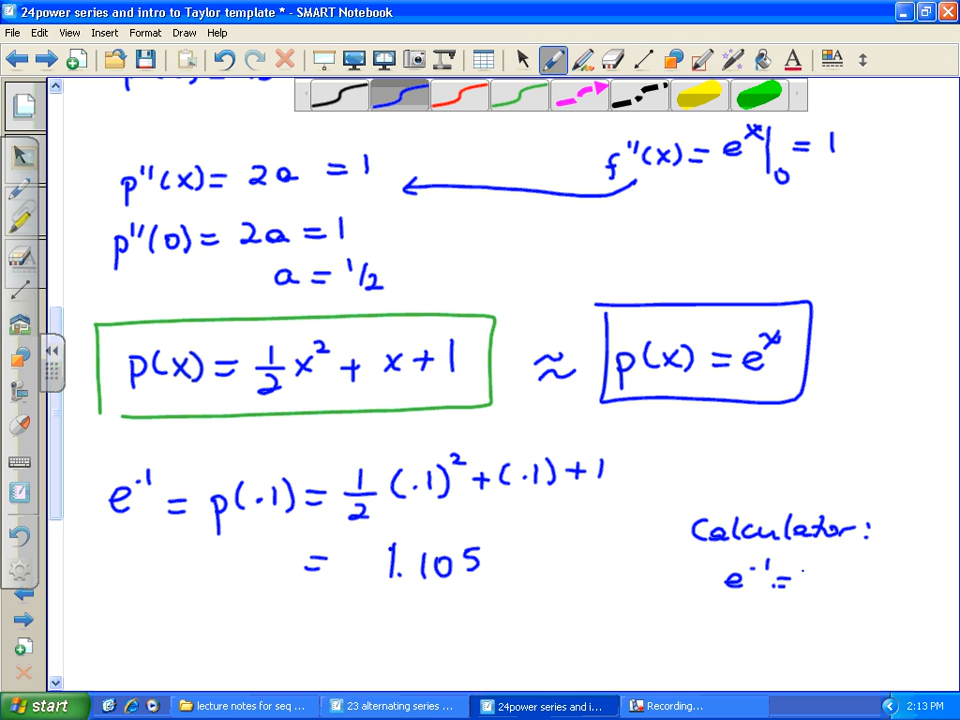 24power series and intro to Taylor template * - SMART Notebook
File Edit View Insert Format Draw Help
f''(x) = e^x|_0 = 1
p''(x) = 2a = 1
p''(0) = 2a = 1
a = 1/2
p(x) = 1/2 x^2 + x + 1 ≈ p(x) = e^x
e^.1 = p(.1) = 1/2 (.1)^2 + (.1) + 1
= 1.105
Calculator:
e^.1 =
start
lecture notes for seq ...
23 alternating series ...
24power series and i...
Recording...
2:13 PM